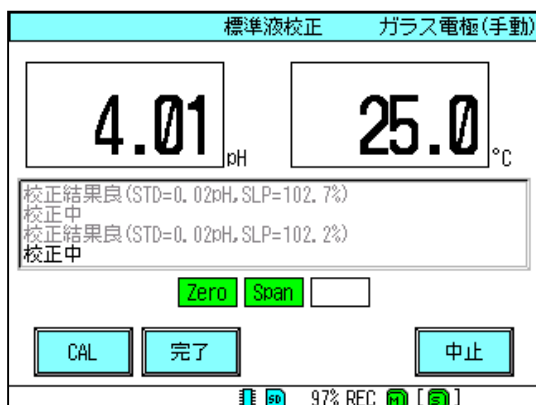 標準液校正 ガラス電極(手動)
4.01 pH 25.0 °C
校正結果良(STD=0.02pH,SLP=102.7%)
校正中
校正結果良(STD=0.02pH,SLP=102.2%)
校正中
Zero Span
CAL 完了 中止
SD 97% REC M [S]